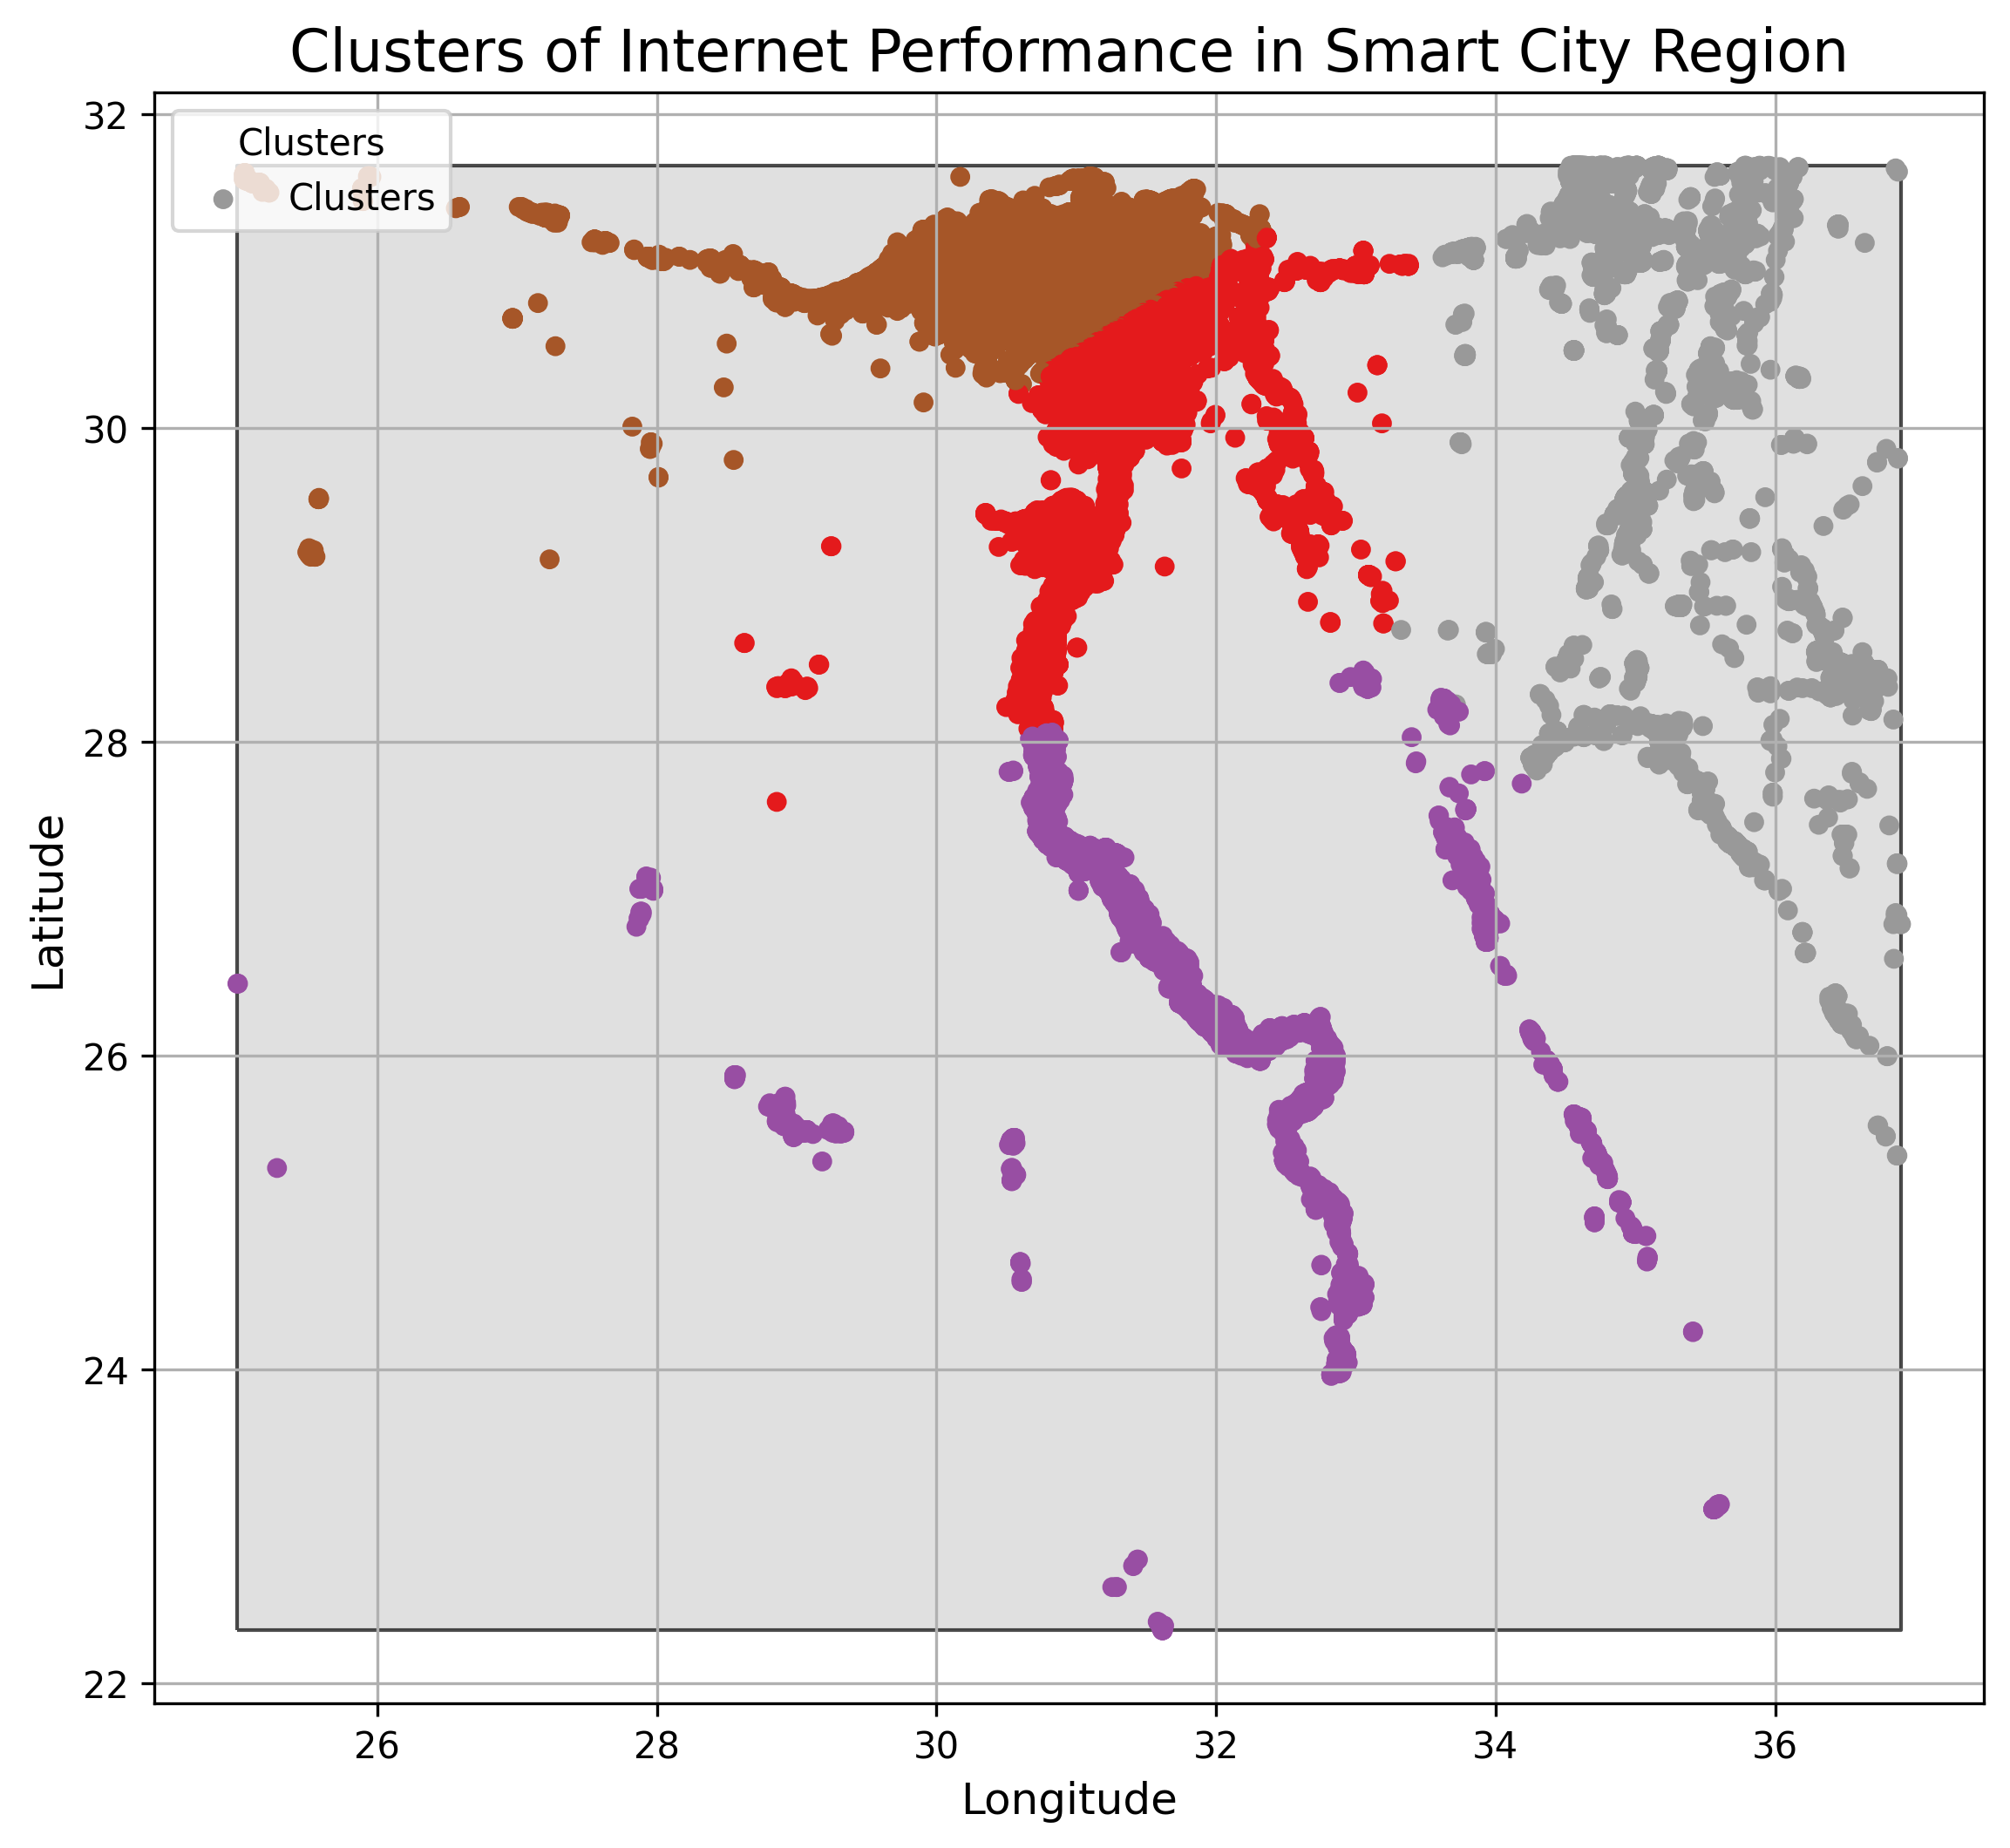 Clusters of Internet Performance in Smart City Region
Clusters
Clusters
32
30
28
26
24
22
Latitude
26 28 30 32 34 36
Longitude